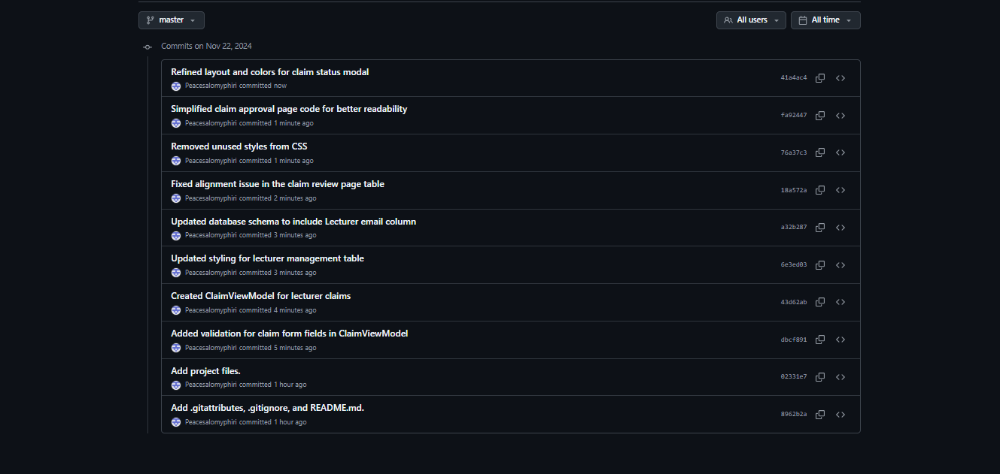 master
All users
All time
Commits on Nov 22, 2024
Refined layout and colors for claim status modal
41a4ac4
Peacesalomyphiri committed now
Simplified claim approval page code for better readability
fa92447
Peacesalomyphiri committed 1 minute ago
Removed unused styles from CSS
76a37c3
Peacesalomyphiri committed 1 minute ago
Fixed alignment issue in the claim review page table
18a572a
Peacesalomyphiri committed 2 minutes ago
Updated database schema to include Lecturer email column
a32b287
Peacesalomyphiri committed 3 minutes ago
Updated styling for lecturer management table
6e3ed03
Peacesalomyphiri committed 3 minutes ago
Created ClaimViewModel for lecturer claims
43d62ab
Peacesalomyphiri committed 4 minutes ago
Added validation for claim form fields in ClaimViewModel
dbcf891
Peacesalomyphiri committed 5 minutes ago
Add project files.
02331e7
Peacesalomyphiri committed 1 hour ago
Add .gitattributes, .gitignore, and README.md.
8962b2a
Peacesalomyphiri committed 1 hour ago